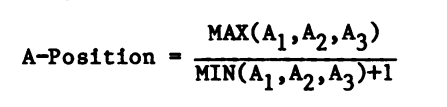 A-Position = MAX(A₁,A₂,A₃)
MIN(A₁,A₂,A₃)+1